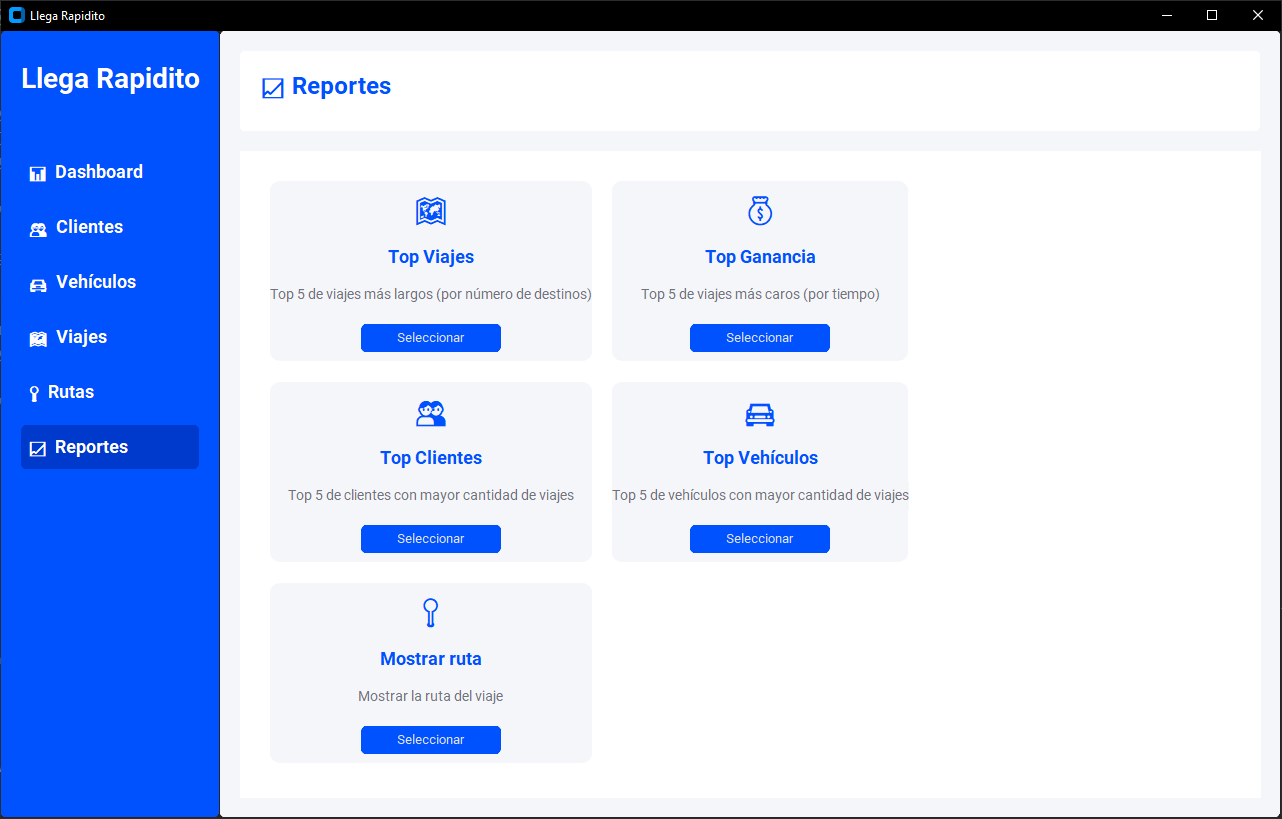 Llega Rapidito
Llega Rapidito
Dashboard
Clientes
Vehículos
Viajes
Rutas
Reportes
Reportes
Top Viajes
Top 5 de viajes más largos (por número de destinos)
Seleccionar
Top Ganancia
Top 5 de viajes más caros (por tiempo)
Seleccionar
Top Clientes
Top 5 de clientes con mayor cantidad de viajes
Seleccionar
Top Vehículos
Top 5 de vehículos con mayor cantidad de viajes
Seleccionar
Mostrar ruta
Mostrar la ruta del viaje
Seleccionar